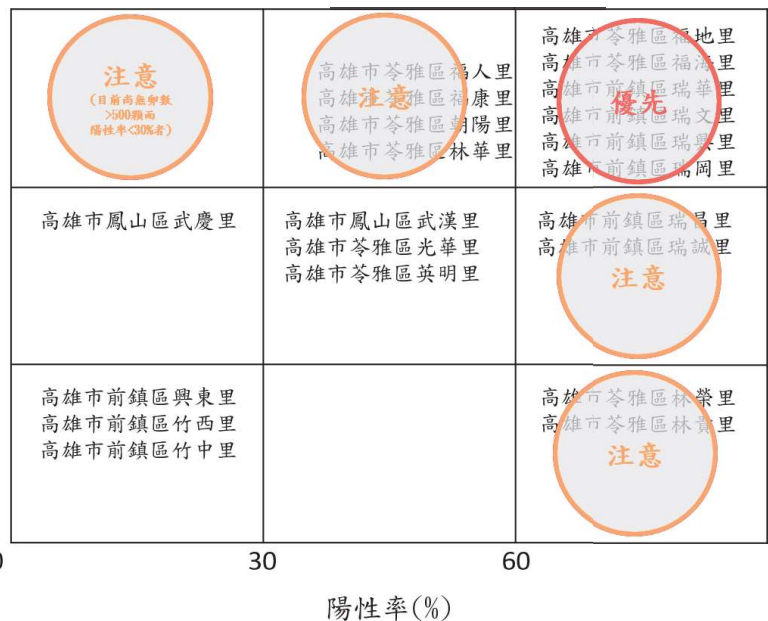 注意
(目前尚無卵數
>500顆而
陽性率<30%者)
高雄市苓雅區福人里
高雄市苓雅區福康里
高雄市苓雅區朝陽里
高雄市苓雅區林華里
注意
高雄市苓雅區福地里
高雄市苓雅區福海里
高雄市前鎮區瑞華里
高雄市前鎮區瑞文里
高雄市前鎮區瑞興里
高雄市前鎮區瑞岡里
優先
高雄市鳳山區武慶里
高雄市鳳山區武漢里
高雄市苓雅區光華里
高雄市苓雅區英明里
高雄市前鎮區瑞昌里
高雄市前鎮區瑞誠里
注意
高雄市前鎮區興東里
高雄市前鎮區竹西里
高雄市前鎮區竹中里
高雄市苓雅區林榮里
高雄市苓雅區林貴里
注意
0 30 60
陽性率(%)